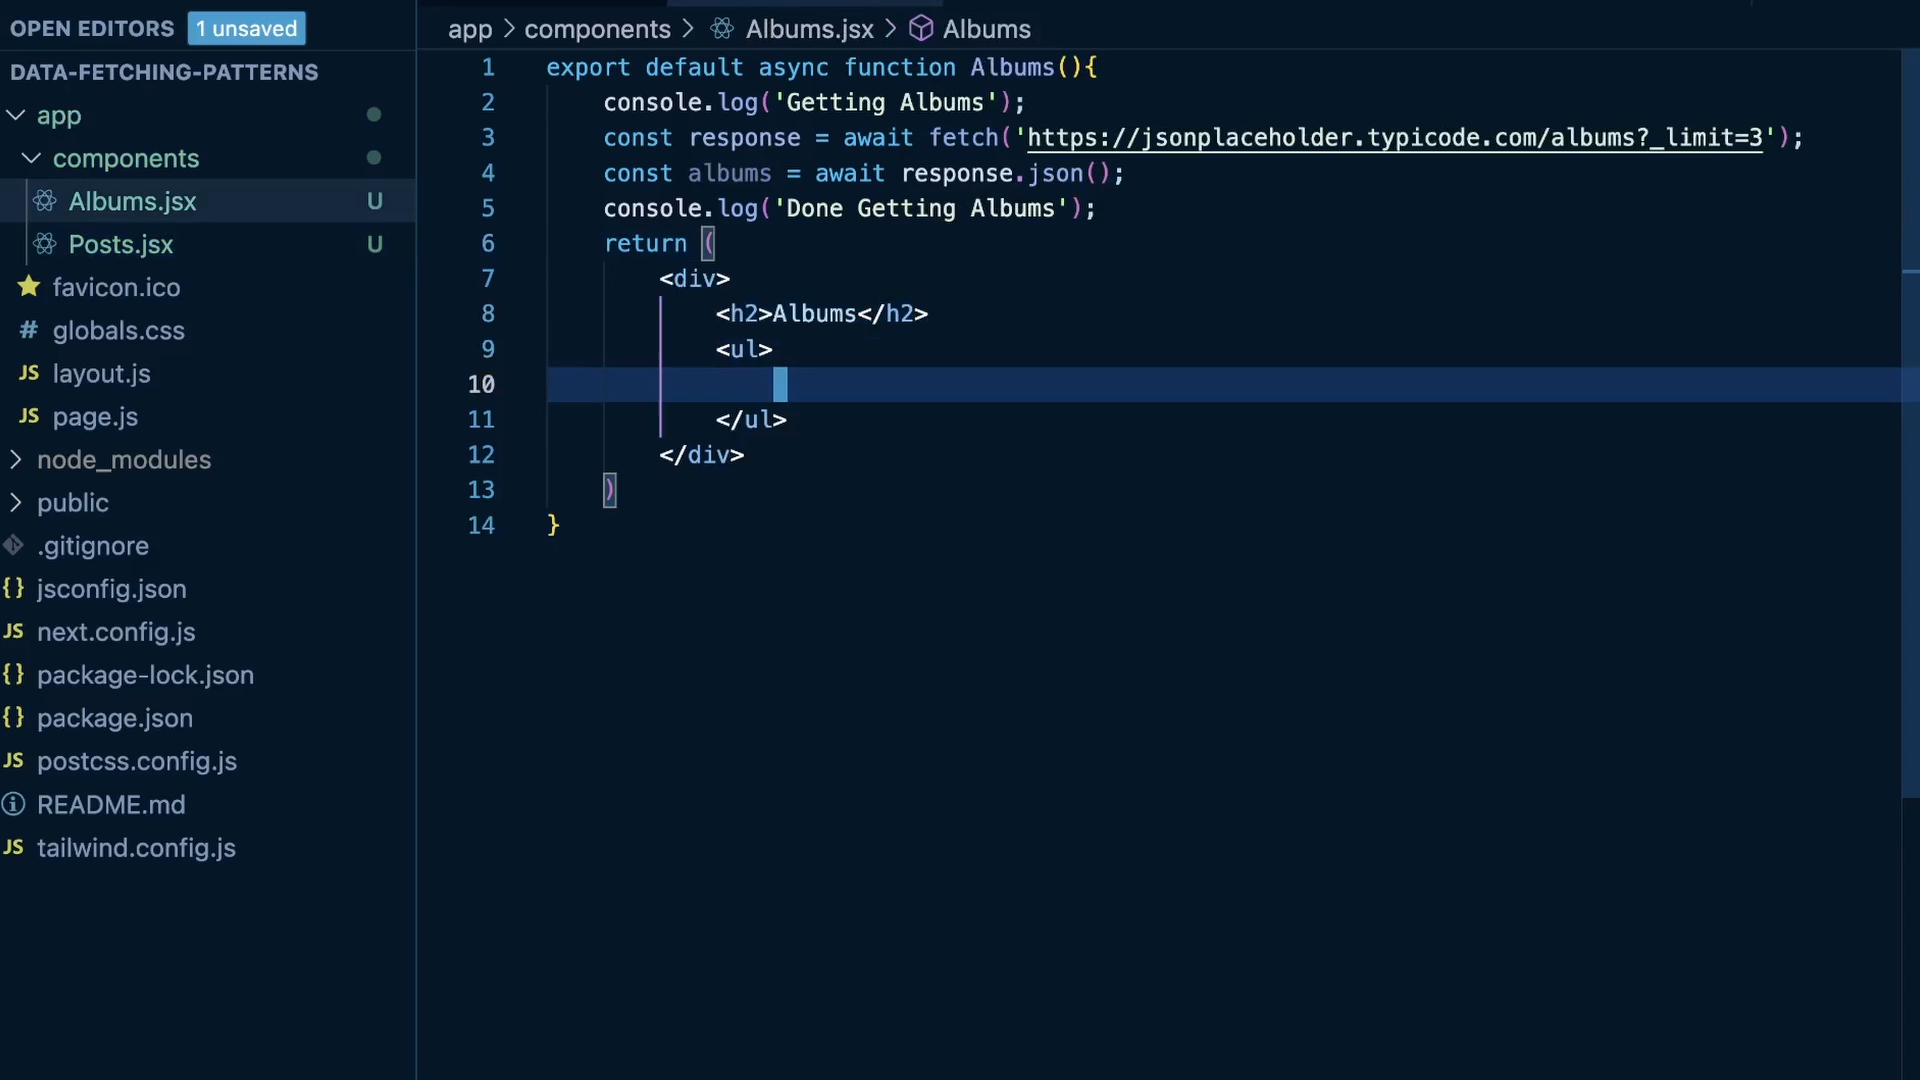 OPEN EDITORS 1 unsaved
DATA-FETCHING-PATTERNS
app
components
Albums.jsx U
Posts.jsx U
favicon.ico
# globals.css
JS layout.js
JS page.js
node_modules
public
.gitignore
{} jsconfig.json
JS next.config.js
{} package-lock.json
{} package.json
JS postcss.config.js
README.md
JS tailwind.config.js
app > components > Albums.jsx > Albums
1 export default async function Albums(){
2 console.log('Getting Albums');
3 const response = await fetch('https://jsonplaceholder.typicode.com/albums?_limit=3');
4 const albums = await response.json();
5 console.log('Done Getting Albums');
6 return (
7 <div>
8 <h2>Albums</h2>
9 <ul>
10
11 </ul>
12 </div>
13 )
14 }